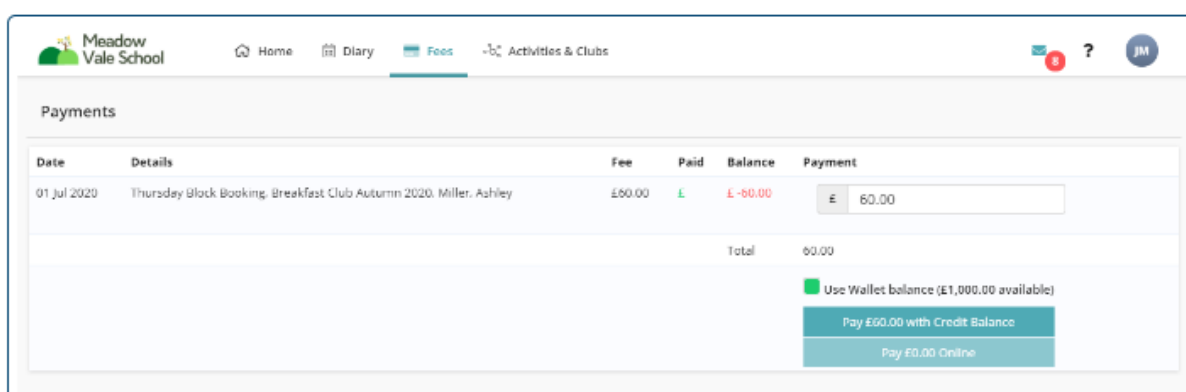 Meadow
Vale School
Home Diary Fees Activities & Clubs 8 ? JM
Payments
Date Details Fee Paid Balance Payment
01 Jul 2020 Thursday Block Booking, Breakfast Club Autumn 2020, Miller, Ashley £60.00 £ £ -60.00 £ 60.00
Total 60.00
Use Wallet balance (£1,000.00 available)
Pay £60.00 with Credit Balance
Pay £0.00 Online